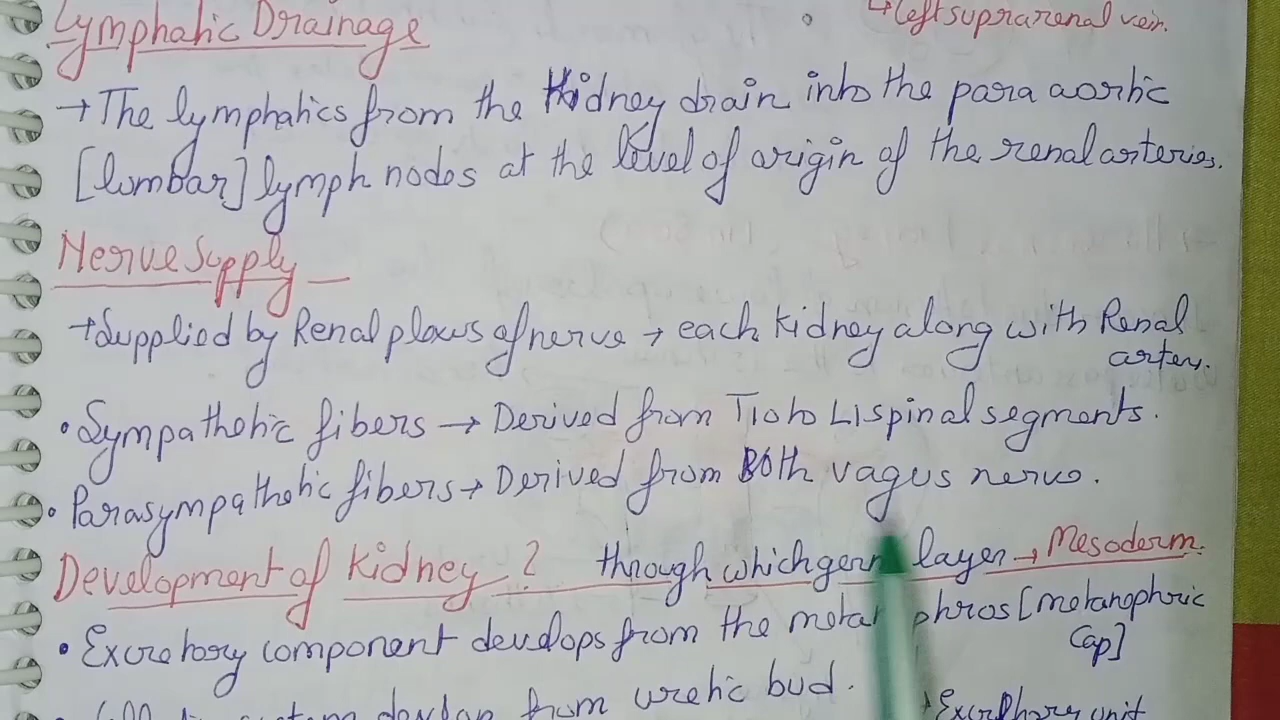 Lymphatic Drainage
↳ left suprarenal vein.
→ The lymphatics from the Kidney drain into the para aortic
[lumbar] lymph nodes at the level of origin of the renal arteries.
Nerve Supply
→ Supplied by Renal plexus of nerve → each kidney along with Renal
artery.
• Sympathetic fibers → Derived from T10 to L1 spinal segments.
• Parasympathetic fibers → Derived from Both vagus nerve.
Development of Kidney ? through which germ layer → Mesoderm.
• Excretory component develops from the phros [metanephric
Cap]
from uretic bud.
Excretory unit